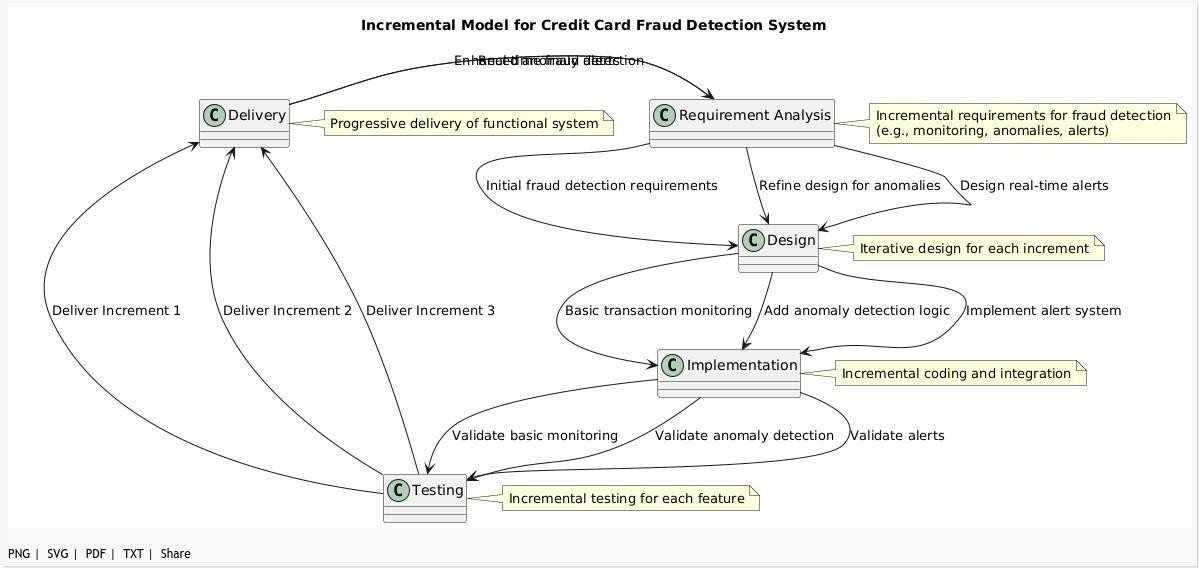 Incremental Model for Credit Card Fraud Detection System
C Delivery
Progressive delivery of functional system
C Requirement Analysis
Incremental requirements for fraud detection
(e.g., monitoring, anomalies, alerts)
Initial fraud detection requirements
Refine design for anomalies
Design real-time alerts
C Design
Iterative design for each increment
Deliver Increment 1
Deliver Increment 2
Deliver Increment 3
Basic transaction monitoring
Add anomaly detection logic
Implement alert system
C Implementation
Incremental coding and integration
Validate basic monitoring
Validate anomaly detection
Validate alerts
C Testing
Incremental testing for each feature
PNG | SVG | PDF | TXT | Share